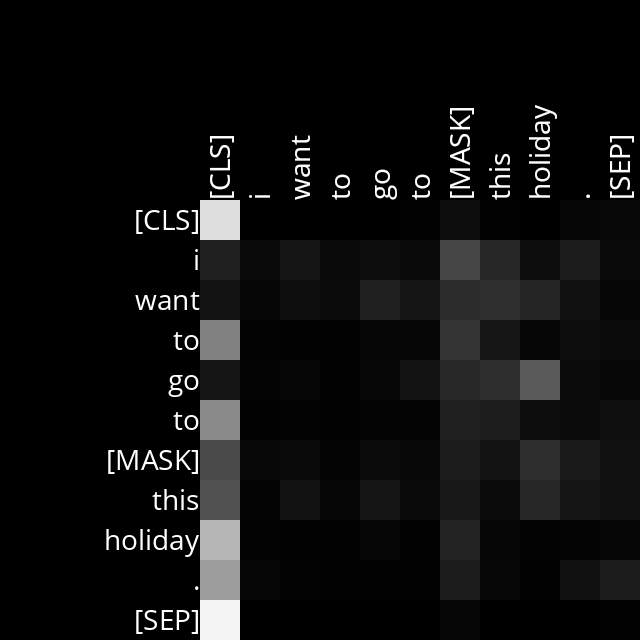 [CLS] i want to go to [MASK] this holiday . [SEP]
[CLS]
i
want
to
go
to
[MASK]
this
holiday
.
[SEP]